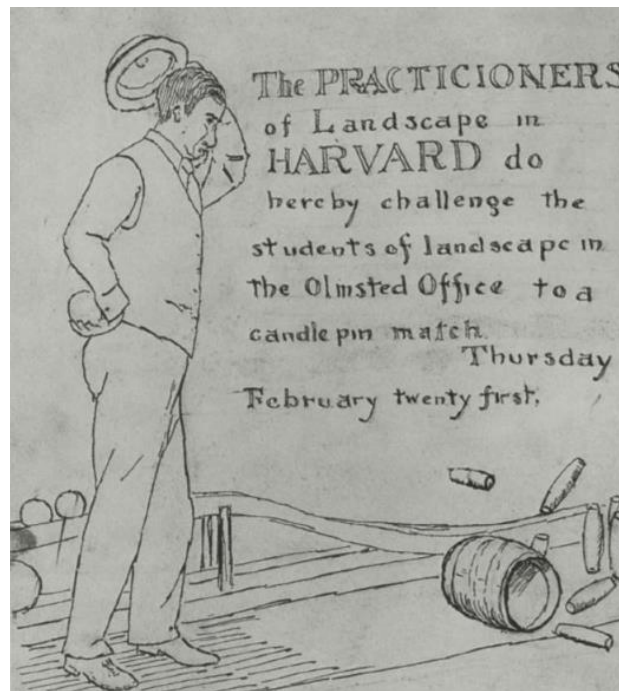 The PRACTICIONERS
of Landscape in
HARVARD do
hereby challenge the
students of landscape in
the Olmsted Office to a
candle pin match.
Thursday
February twenty first.